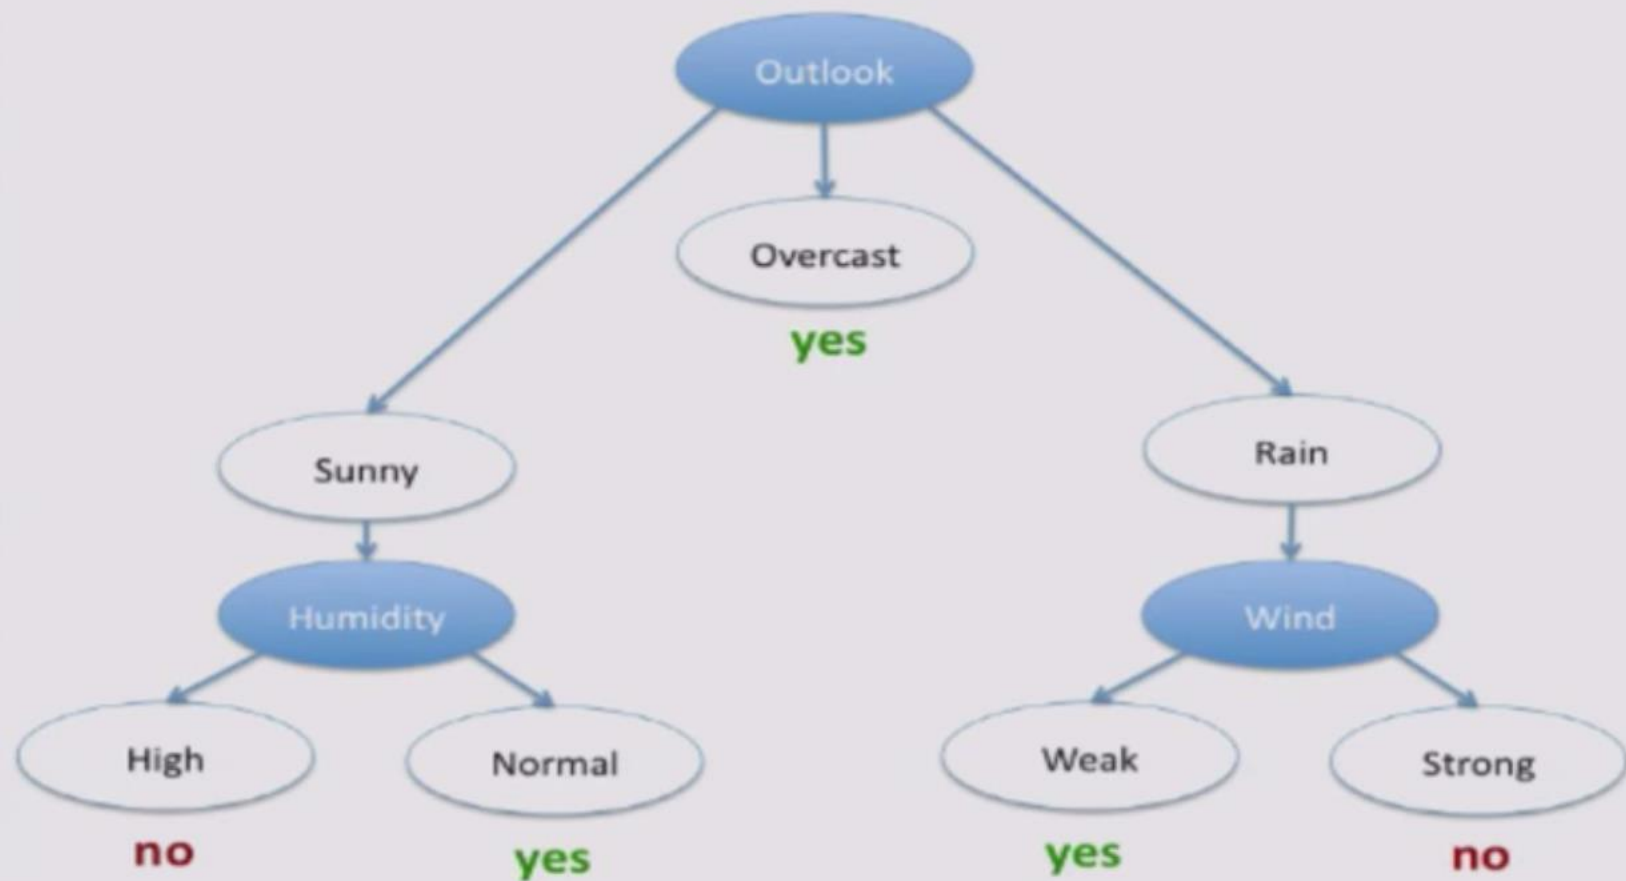 Outlook
Overcast
yes
Sunny
Rain
Humidity
Wind
High
Normal
Weak
Strong
no
yes
yes
no